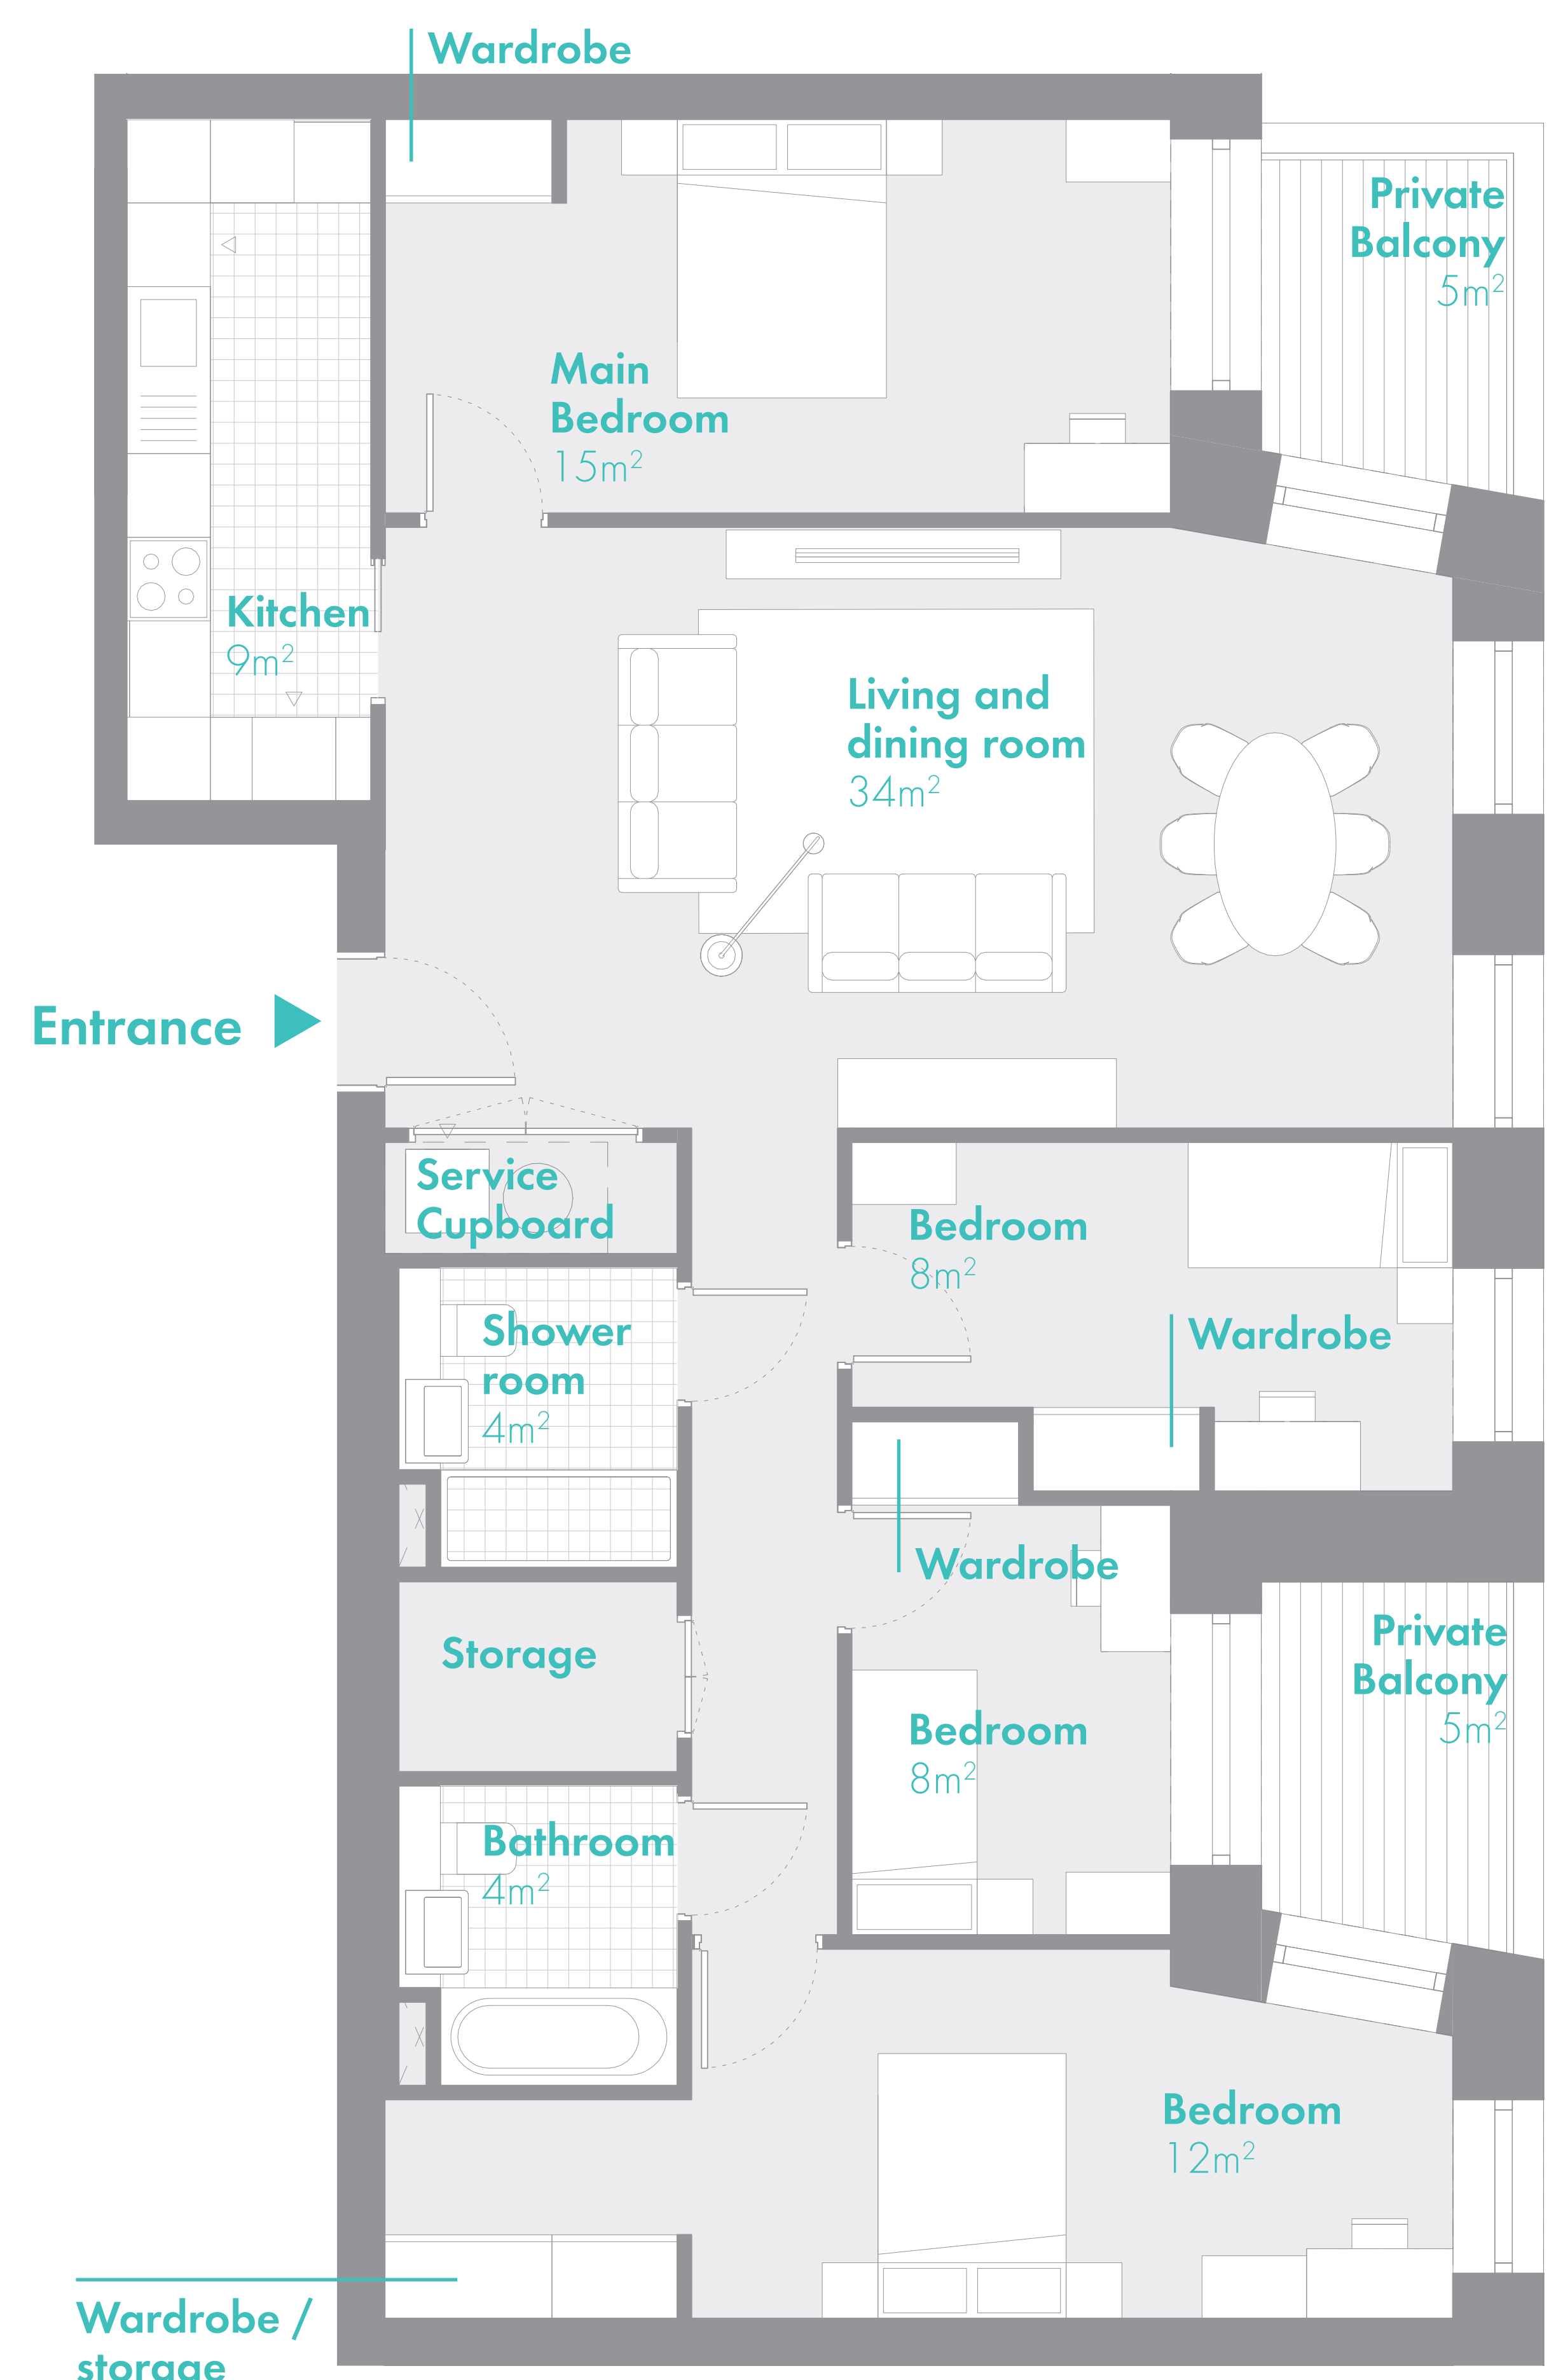 Wardrobe
Private
Balcony
5m²
Main
Bedroom
15m²
Kitchen
9m²
Living and
dining room
34m²
Entrance
Service
Cupboard
Bedroom
8m²
Shower
room
4m²
Wardrobe
Wardrobe
Storage
Private
Balcony
5m²
Bedroom
8m²
Bathroom
4m²
Bedroom
12m²
Wardrobe /
storage